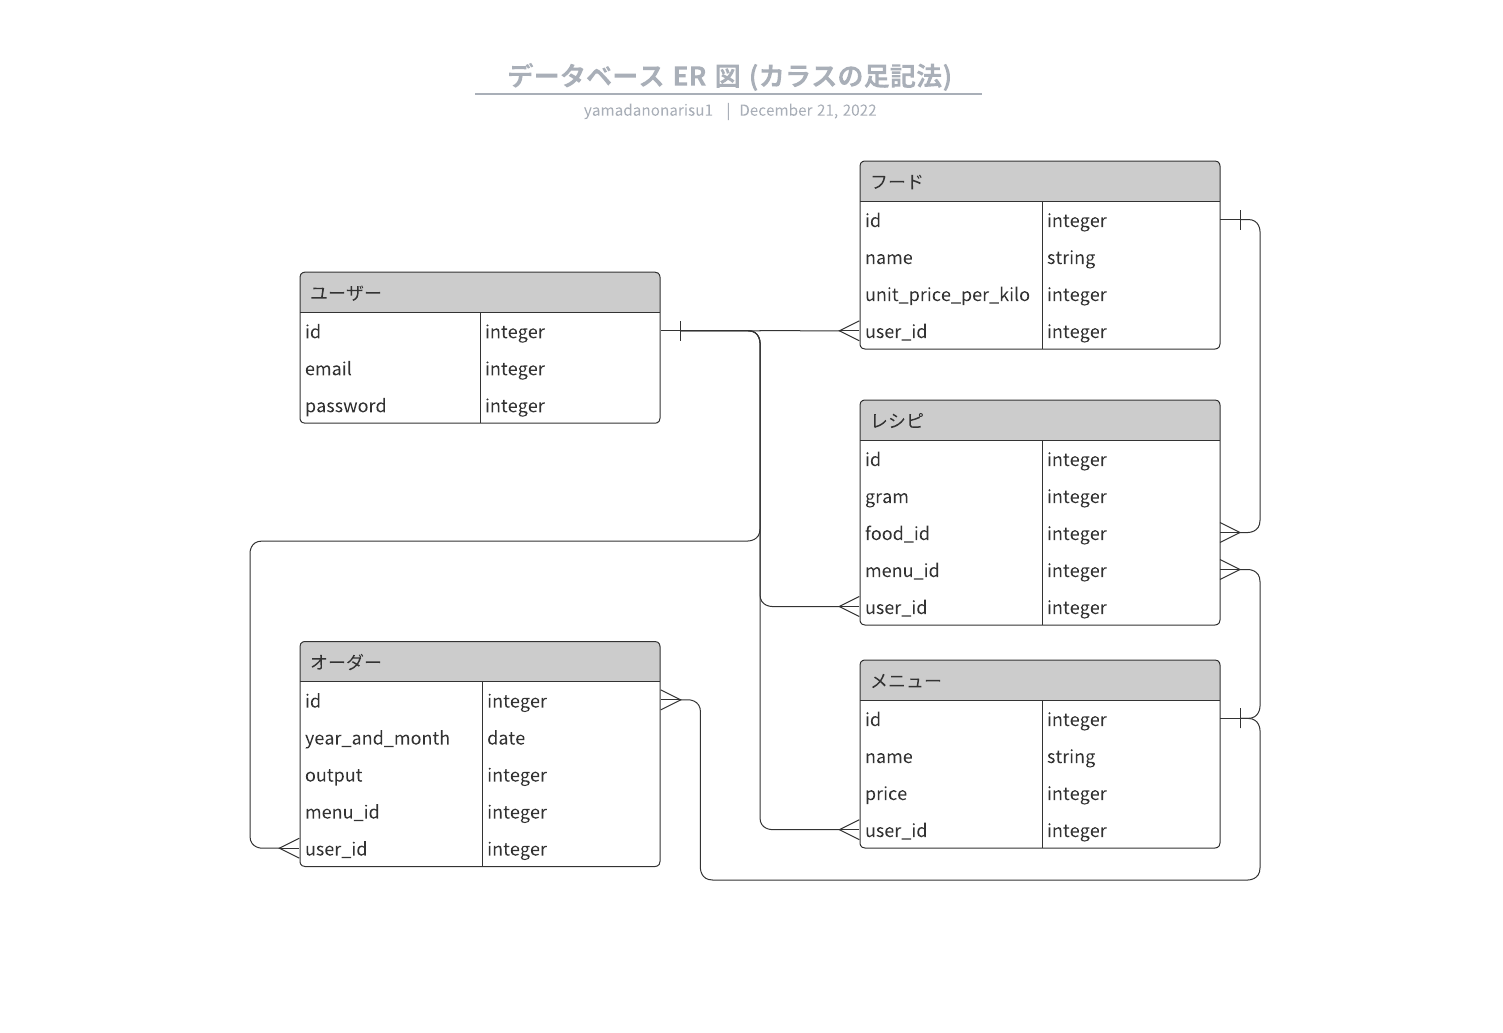 データベース ER 図 (カラスの足記法)
yamadanonarisu1 | December 21, 2022
フード
id integer
name string
unit_price_per_kilo integer
user_id integer
ユーザー
id integer
email integer
password integer
レシピ
id integer
gram integer
food_id integer
menu_id integer
user_id integer
オーダー
id integer
year_and_month date
output integer
menu_id integer
user_id integer
メニュー
id integer
name string
price integer
user_id integer